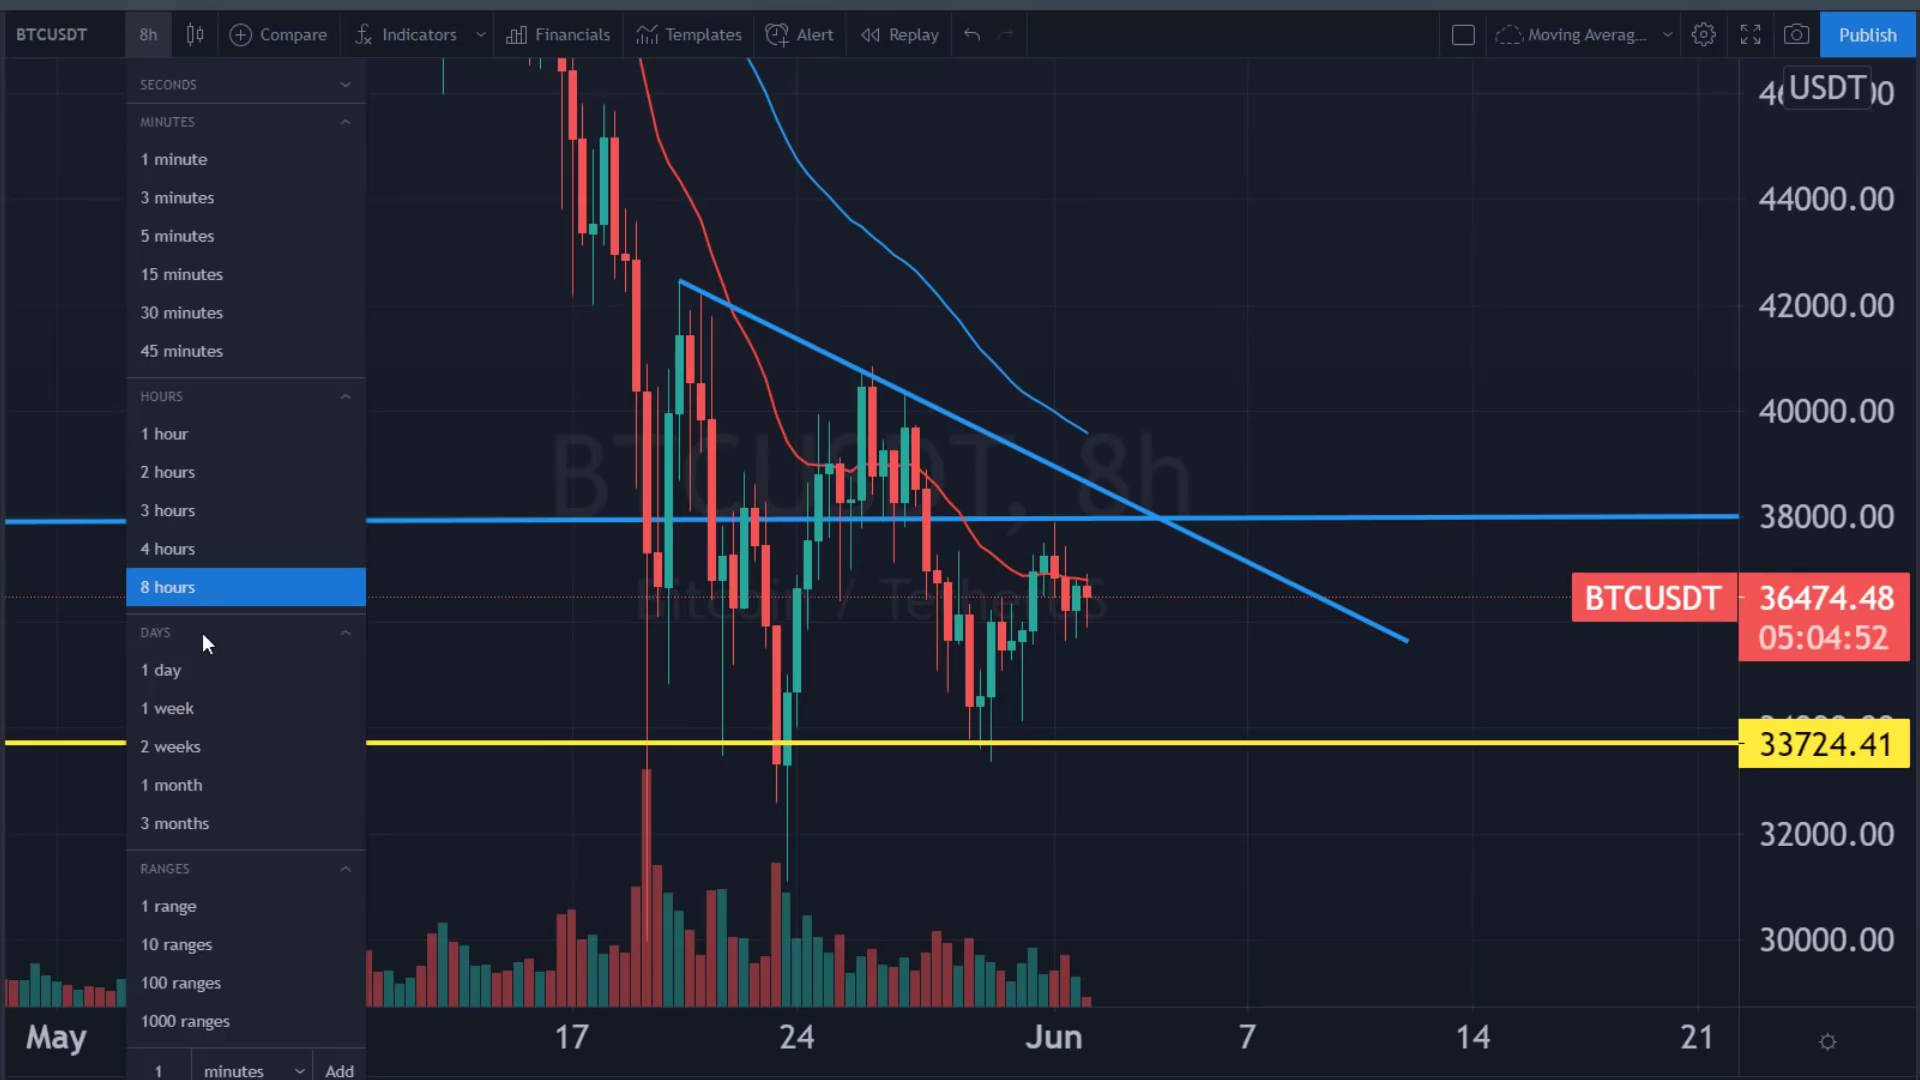 BTCUSDT
8h
Compare
Indicators
Financials
Templates
Alert
Replay
Moving Averag...
Publish
SECONDS
MINUTES
1 minute
3 minutes
5 minutes
15 minutes
30 minutes
45 minutes
HOURS
1 hour
2 hours
3 hours
4 hours
8 hours
DAYS
1 day
1 week
2 weeks
1 month
3 months
RANGES
1 range
10 ranges
100 ranges
1000 ranges
1 minutes Add
BTCUSDT, 8h
Bitcoin / TetherUS
USDT
44000.00
42000.00
40000.00
38000.00
BTCUSDT 36474.48
05:04:52
33724.41
32000.00
30000.00
May 17 24 Jun 7 14 21